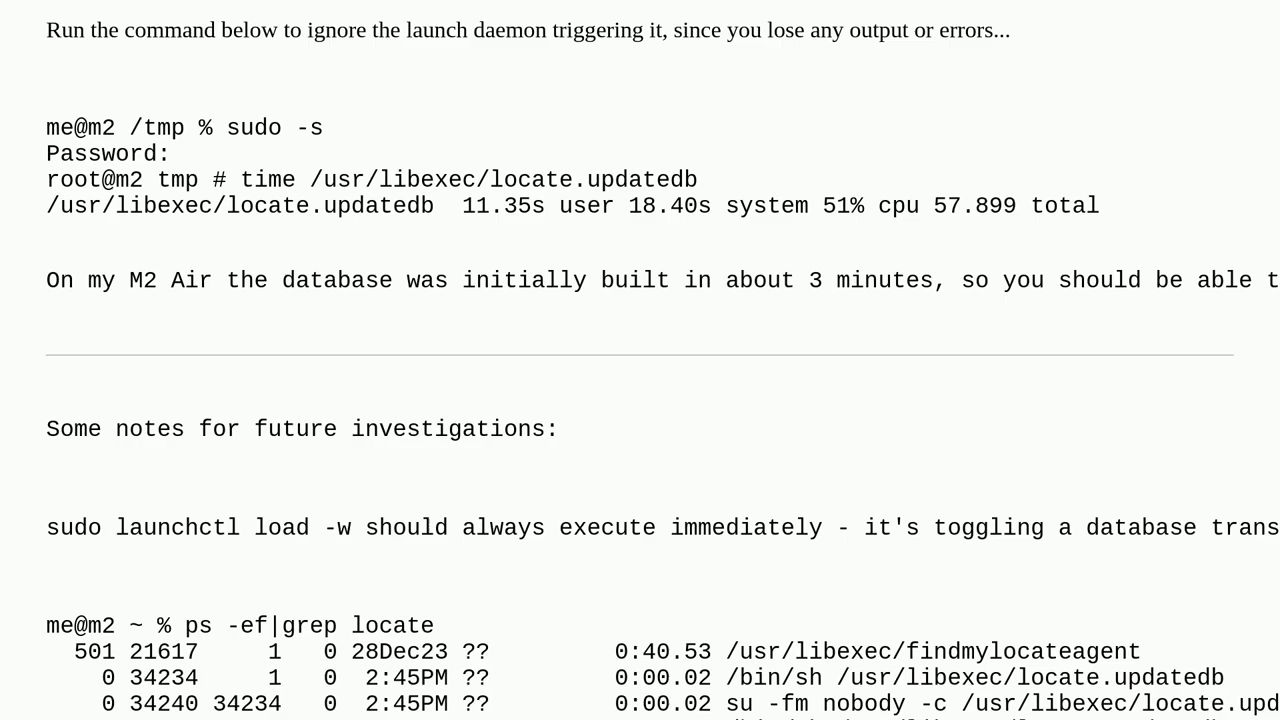 Run the command below to ignore the launch daemon triggering it, since you lose any output or errors...
me@m2 /tmp % sudo -s
Password:
root@m2 tmp # time /usr/libexec/locate.updatedb
/usr/libexec/locate.updatedb  11.35s user 18.40s system 51% cpu 57.899 total
On my M2 Air the database was initially built in about 3 minutes, so you should be able t
Some notes for future investigations:
sudo launchctl load -w should always execute immediately - it's toggling a database trans
me@m2 ~ % ps -ef|grep locate
  501 21617     1   0 28Dec23 ??         0:40.53 /usr/libexec/findmylocateagent
    0 34234     1   0  2:45PM ??         0:00.02 /bin/sh /usr/libexec/locate.updatedb
    0 34240 34234   0  2:45PM ??         0:00.02 su -fm nobody -c /usr/libexec/locate.upd